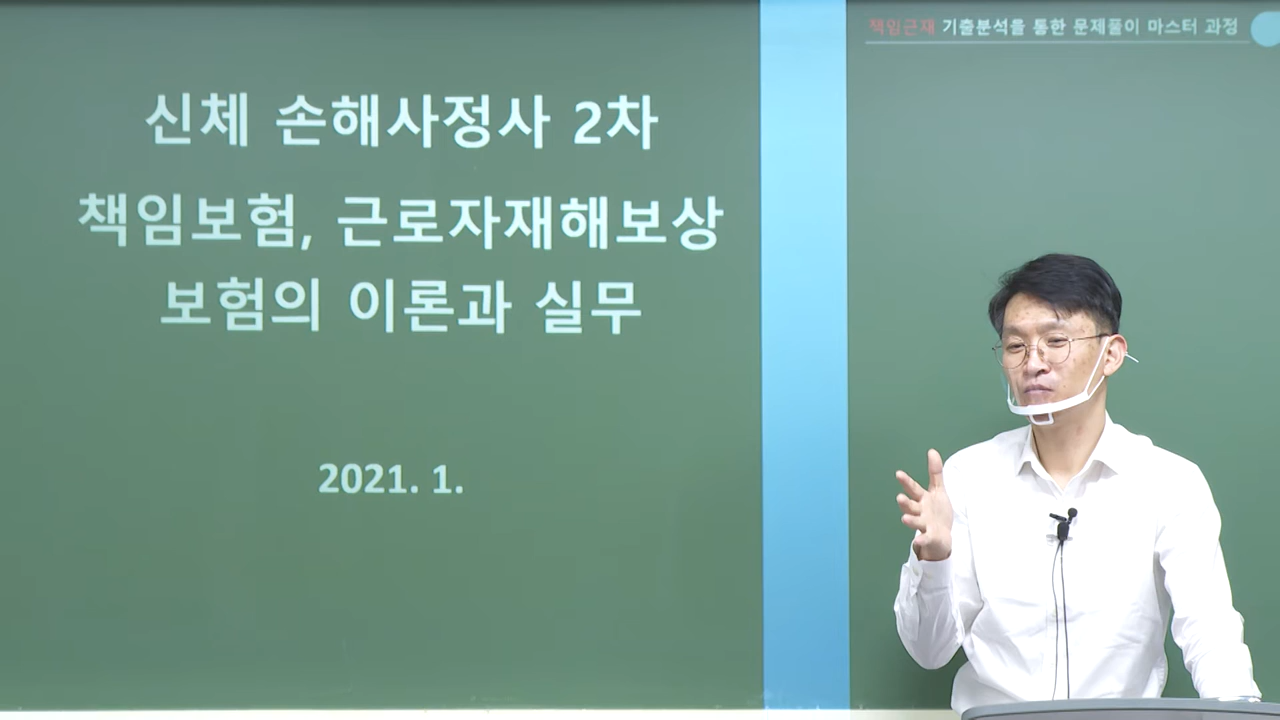 신체 손해사정사 2차
책임보험, 근로자재해보상
보험의 이론과 실무
2021. 1.
책임근재 기출분석을 통한 문제풀이 마스터 과정